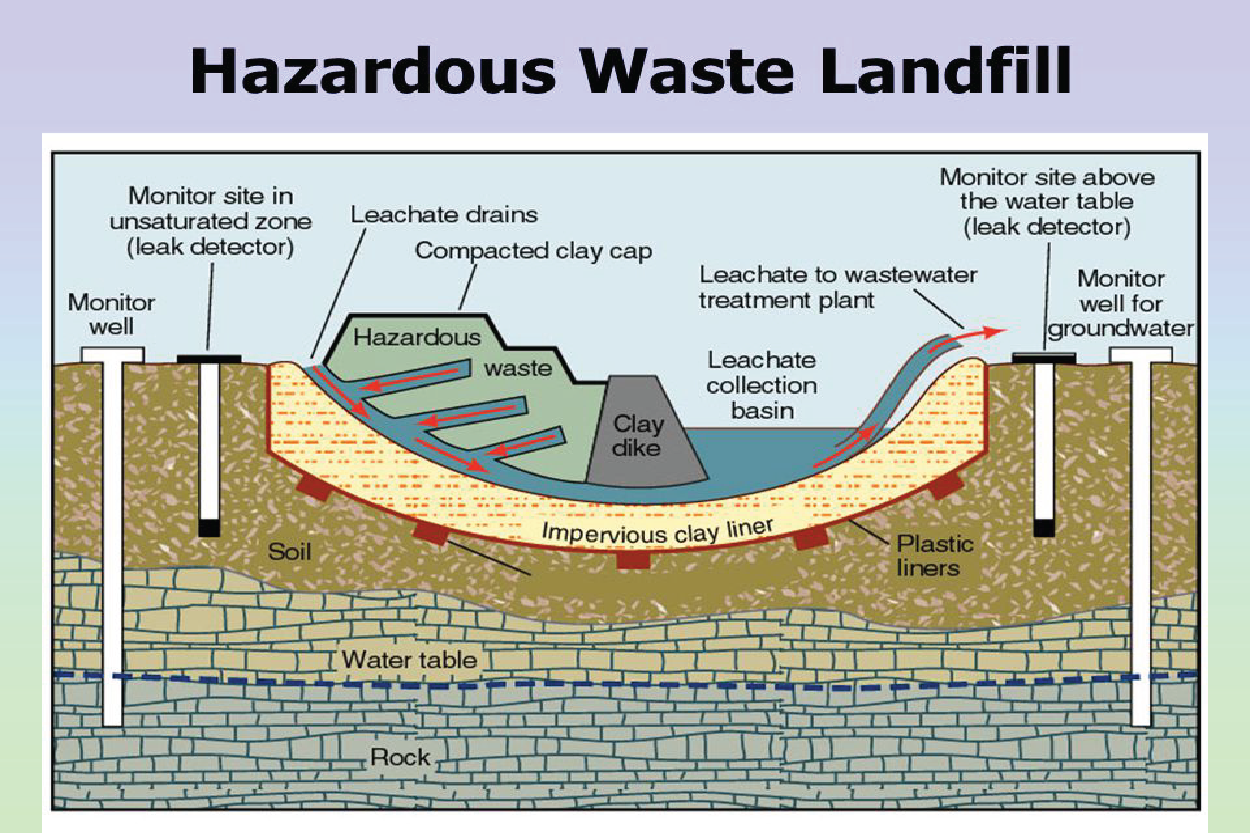 Hazardous Waste Landfill
Monitor site in
unsaturated zone
(leak detector)
Leachate drains
Compacted clay cap
Monitor site above
the water table
(leak detector)
Leachate to wastewater
treatment plant
Monitor
well for
groundwater
Monitor
well
Hazardous
waste
Leachate
collection
basin
Clay
dike
Impervious clay liner
Soil
Plastic
liners
Water table
Rock